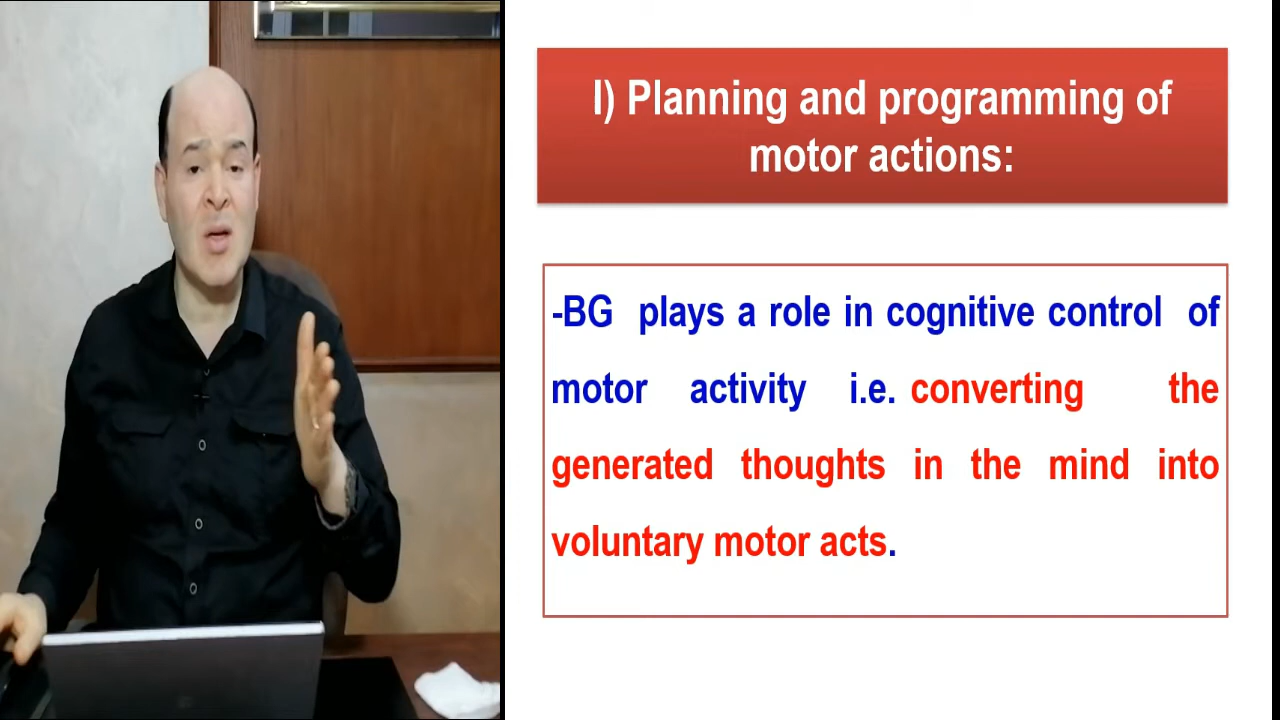 I) Planning and programming of
motor actions:
-BG plays a role in cognitive control of
motor activity i.e. converting the
generated thoughts in the mind into
voluntary motor acts.